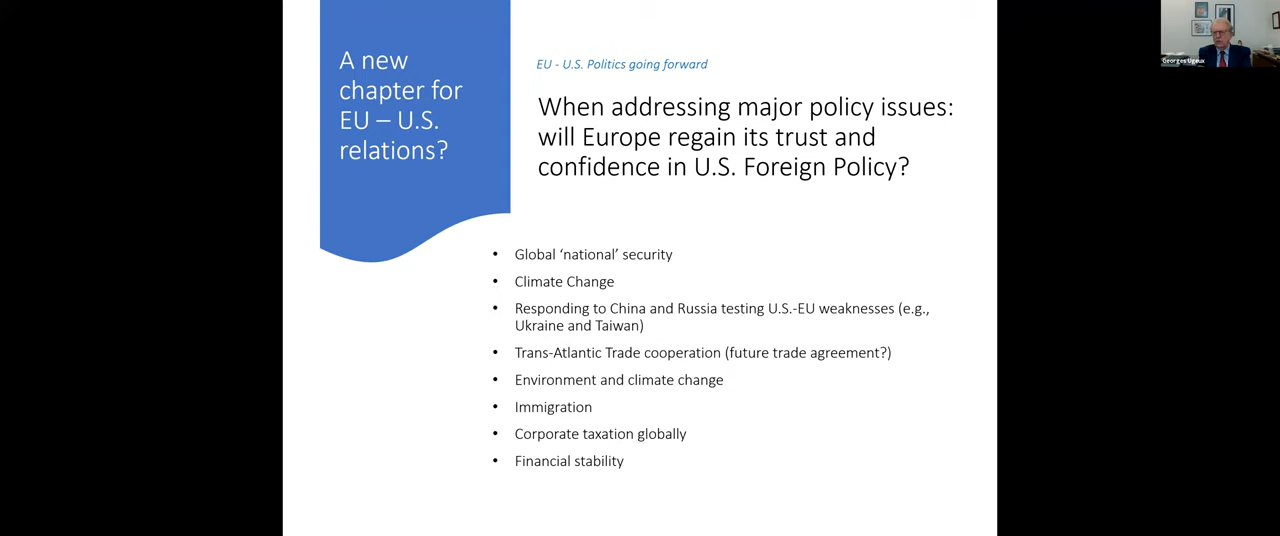 A new
chapter for
EU – U.S.
relations?
EU - U.S. Politics going forward
When addressing major policy issues:
will Europe regain its trust and
confidence in U.S. Foreign Policy?
• Global ‘national’ security
• Climate Change
• Responding to China and Russia testing U.S.-EU weaknesses (e.g.,
Ukraine and Taiwan)
• Trans-Atlantic Trade cooperation (future trade agreement?)
• Environment and climate change
• Immigration
• Corporate taxation globally
• Financial stability
Georges Ugeux